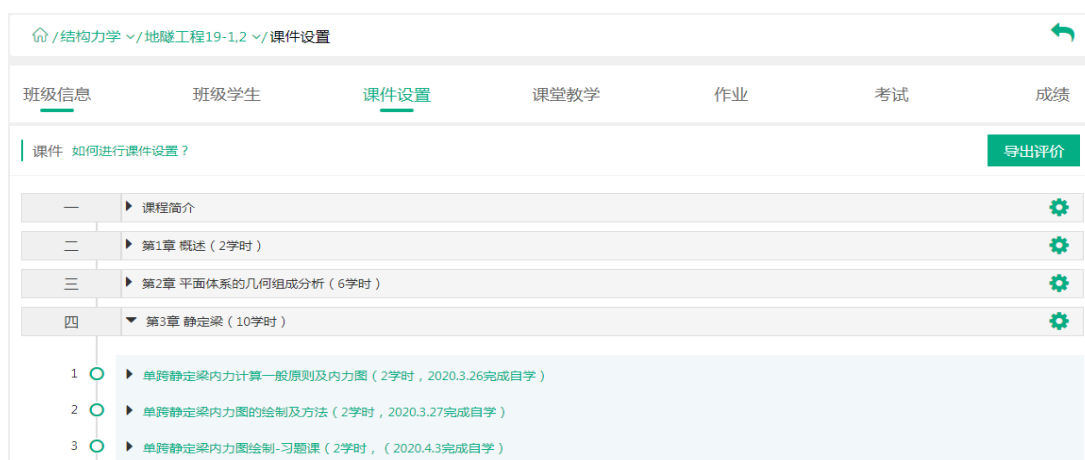 /结构力学/地隧工程19-1,2/课件设置
班级信息 班级学生 课件设置 课堂教学 作业 考试 成绩
课件 如何进行课件设置？ 导出评价
一 课程简介
二 第1章 概述（2学时）
三 第2章 平面体系的几何组成分析（6学时）
四 第3章 静定梁（10学时）
1 单跨静定梁内力计算一般原则及内力图（2学时，2020.3.26完成自学）
2 单跨静定梁内力图的绘制及方法（2学时，2020.3.27完成自学）
3 单跨静定梁内力图绘制-习题课（2学时，（2020.4.3完成自学）